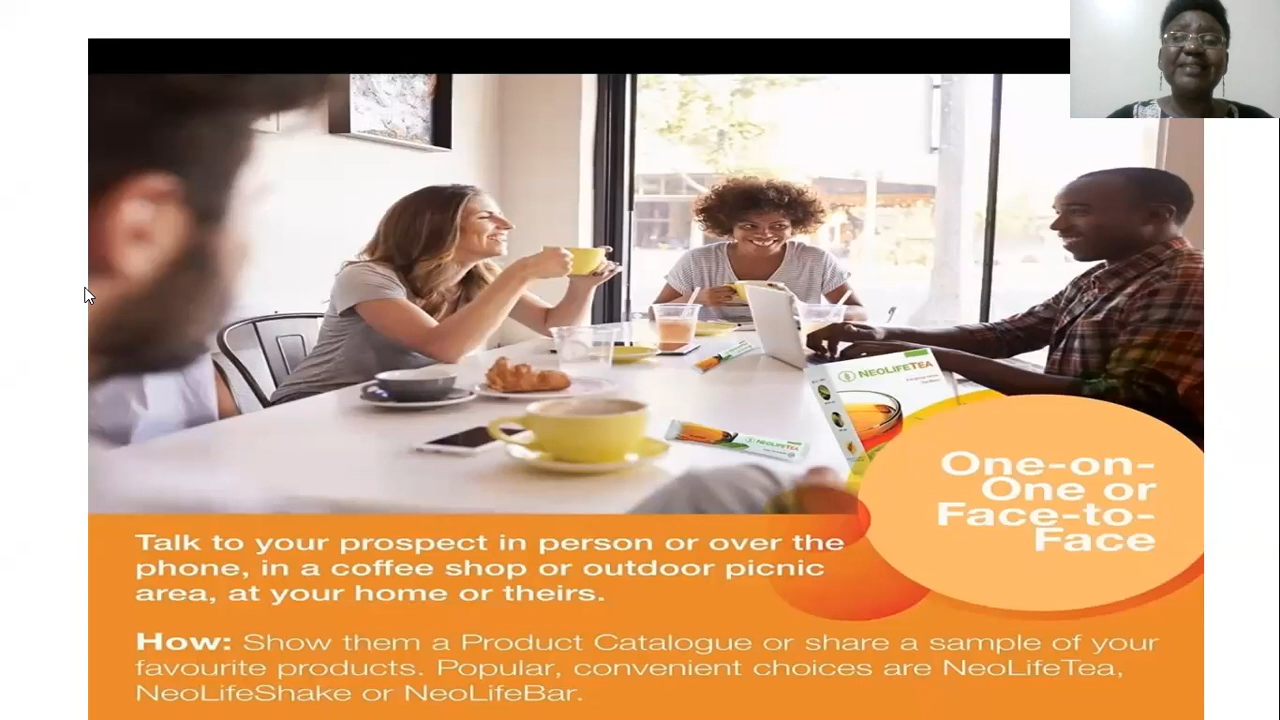 NEOLIFETEA
NEOLIFETEA
One-on-
One or
Face-to-
Face
Talk to your prospect in person or over the
phone, in a coffee shop or outdoor picnic
area, at your home or theirs.
How: Show them a Product Catalogue or share a sample of your
favourite products. Popular, convenient choices are NeoLifeTea,
NeoLifeShake or NeoLifeBar.